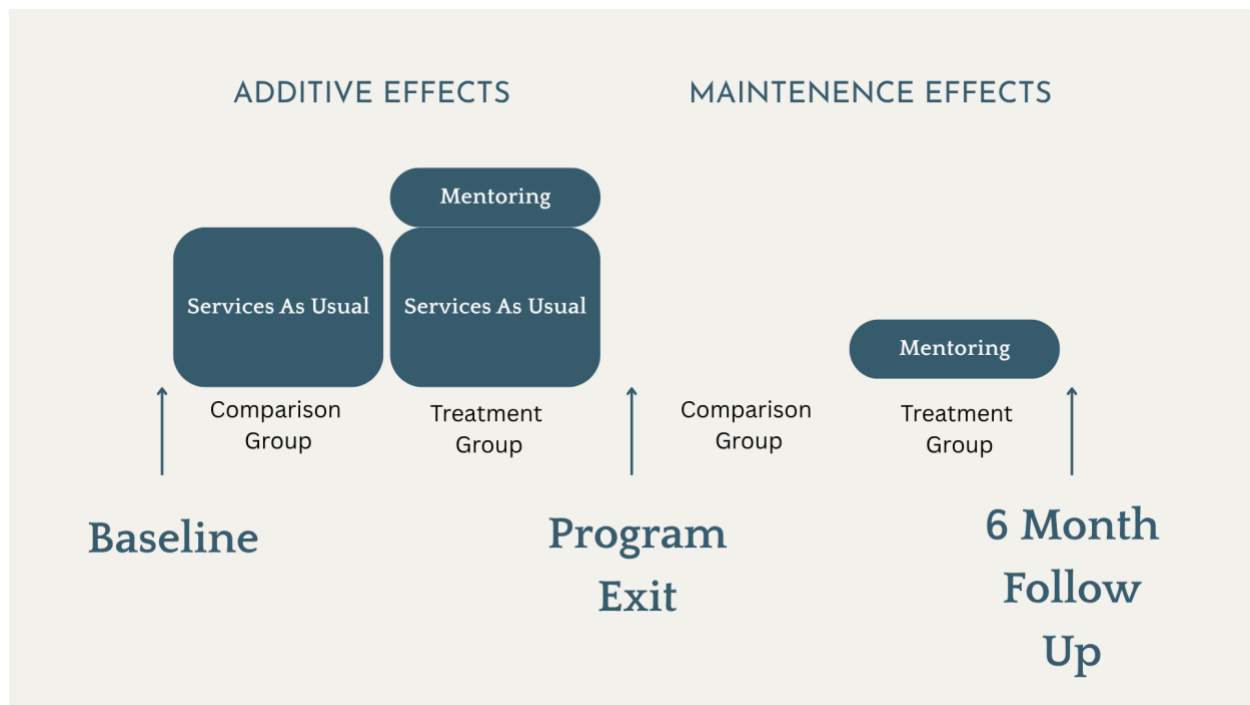 ADDITIVE EFFECTS
MAINTENENCE EFFECTS
Mentoring
Services As Usual
Services As Usual
Mentoring
Comparison
Group
Treatment
Group
Comparison
Group
Treatment
Group
Baseline
Program
Exit
6 Month
Follow
Up